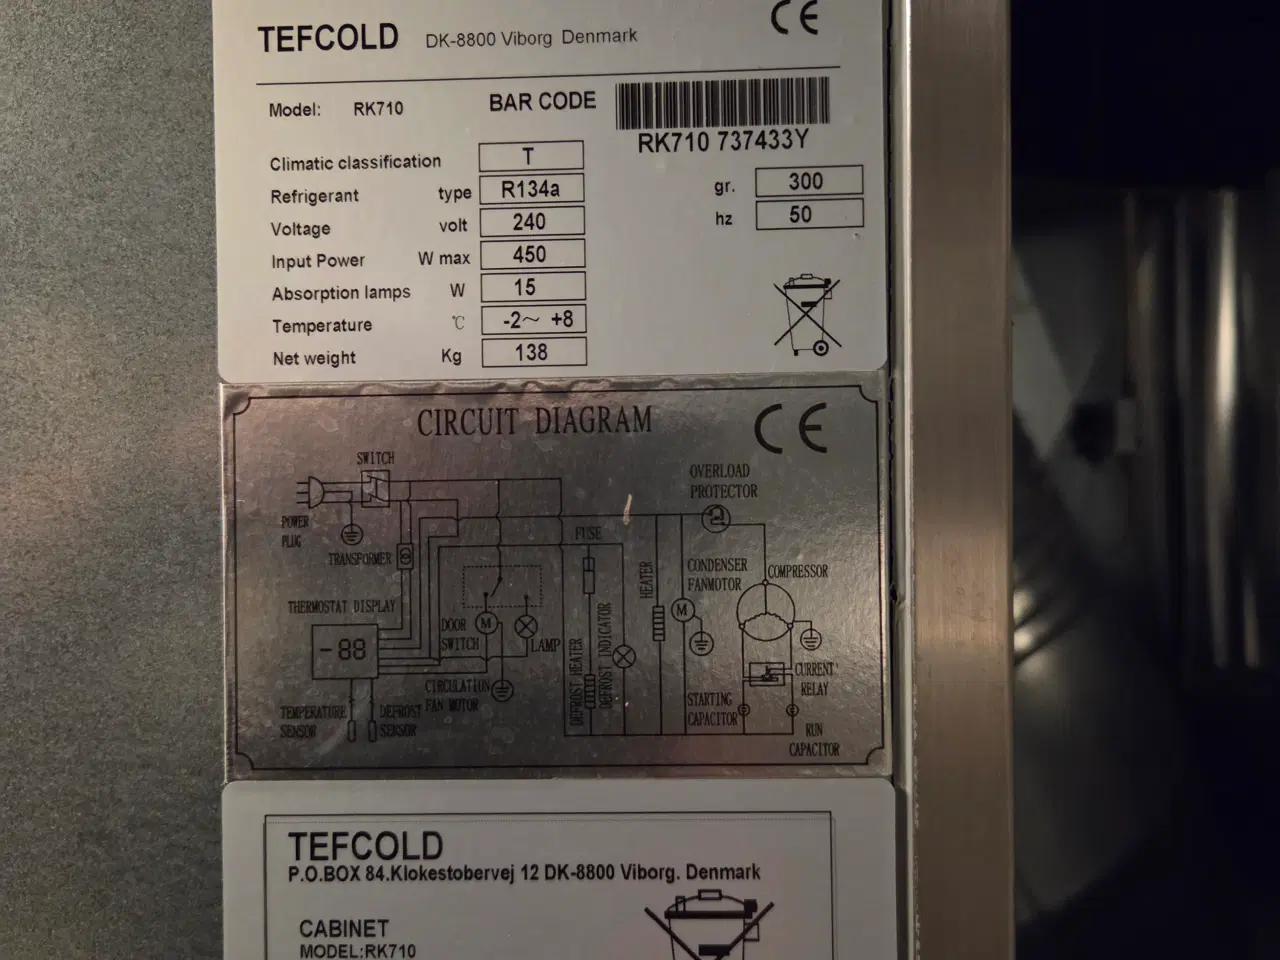 TEFCOLD DK-8800 Viborg Denmark CE
Model: RK710 BAR CODE
RK710 737433Y
Climatic classification T
Refrigerant type R134a gr. 300
Voltage volt 240 hz 50
Input Power W max 450
Absorption lamps W 15
Temperature °C -2~ +8
Net weight Kg 138
CIRCUIT DIAGRAM CE
SWITCH
OVERLOAD
PROTECTOR
POWER
PLUG
TRANSFORMER
FUSE
HEATER
CONDENSER
FANMOTOR
COMPRESSOR
THERMOSTAT DISPLAY
-88
DOOR
SWITCH
M
LAMP
M
DEFROST HEATER
DEFROST INDICATOR
CIRCULATION
FAN MOTOR
CURRENT
RELAY
STARTING
CAPACITOR
TEMPERATURE
SENSOR
DEFROST
SENSOR
RUN
CAPACITOR
TEFCOLD
P.O.BOX 84.Klokestobervej 12 DK-8800 Viborg. Denmark
CABINET
MODEL:RK710